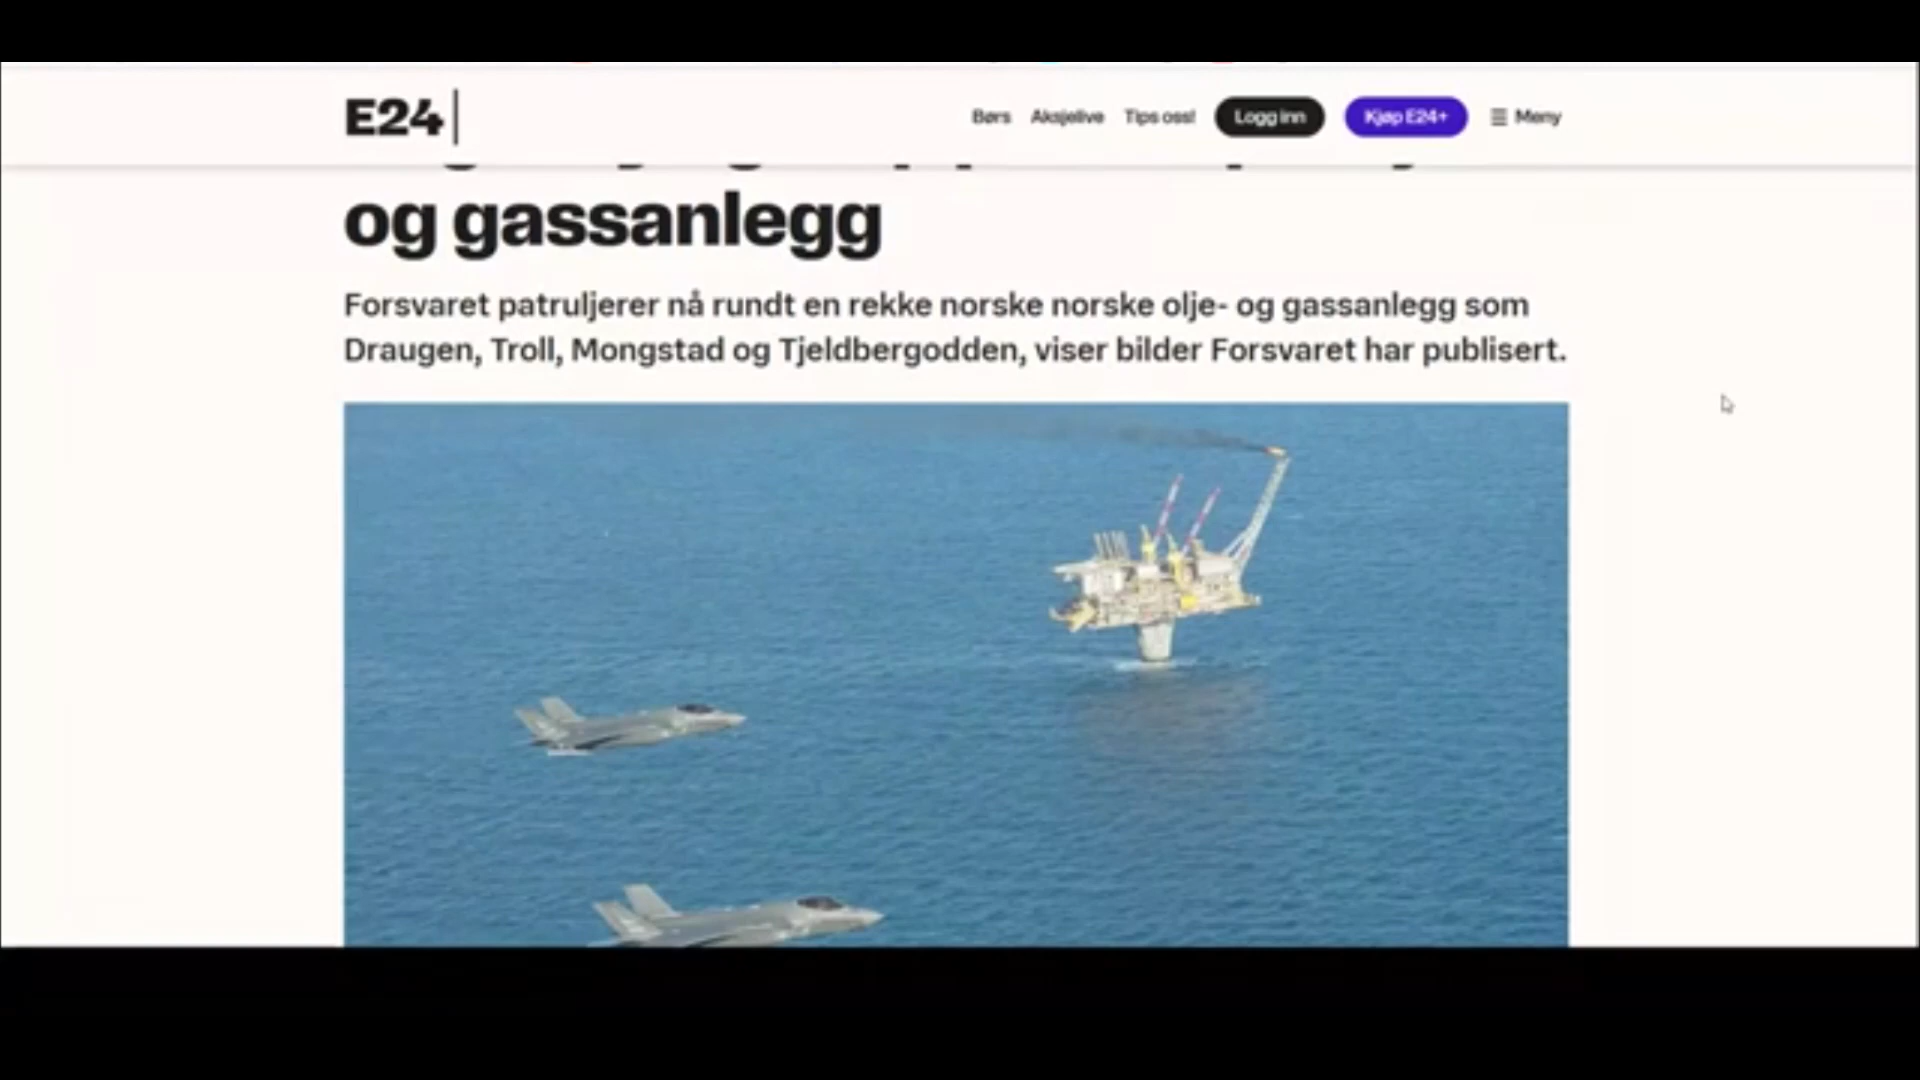 E24
Børs Aksjelive Tips oss! Logg inn Kjøp E24+ Meny
og gassanlegg
Forsvaret patruljerer nå rundt en rekke norske norske olje- og gassanlegg som
Draugen, Troll, Mongstad og Tjeldbergodden, viser bilder Forsvaret har publisert.